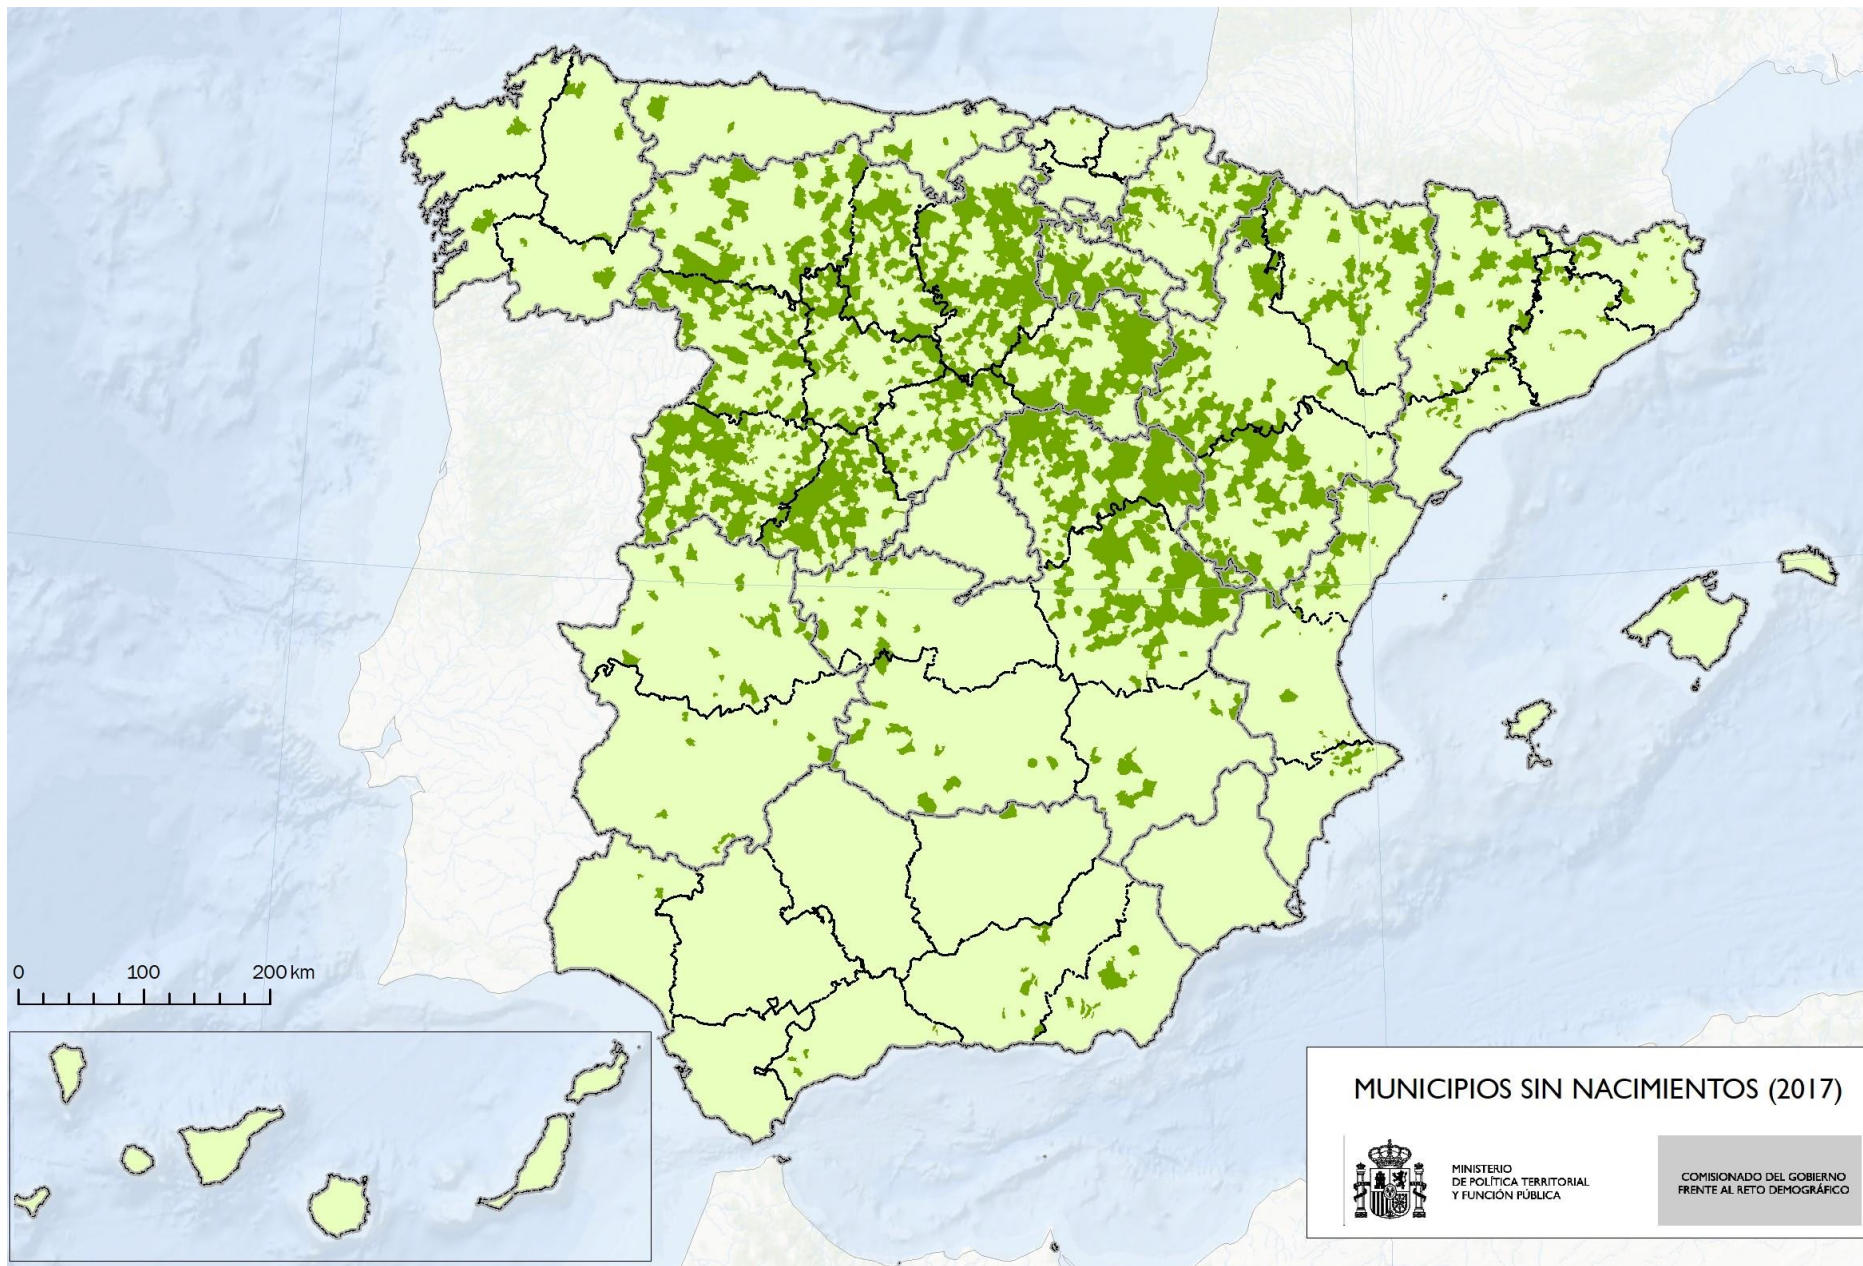 0 100 200 km
MUNICIPIOS SIN NACIMIENTOS (2017)
MINISTERIO
DE POLÍTICA TERRITORIAL
Y FUNCIÓN PÚBLICA
COMISIONADO DEL GOBIERNO
FRENTE AL RETO DEMOGRÁFICO